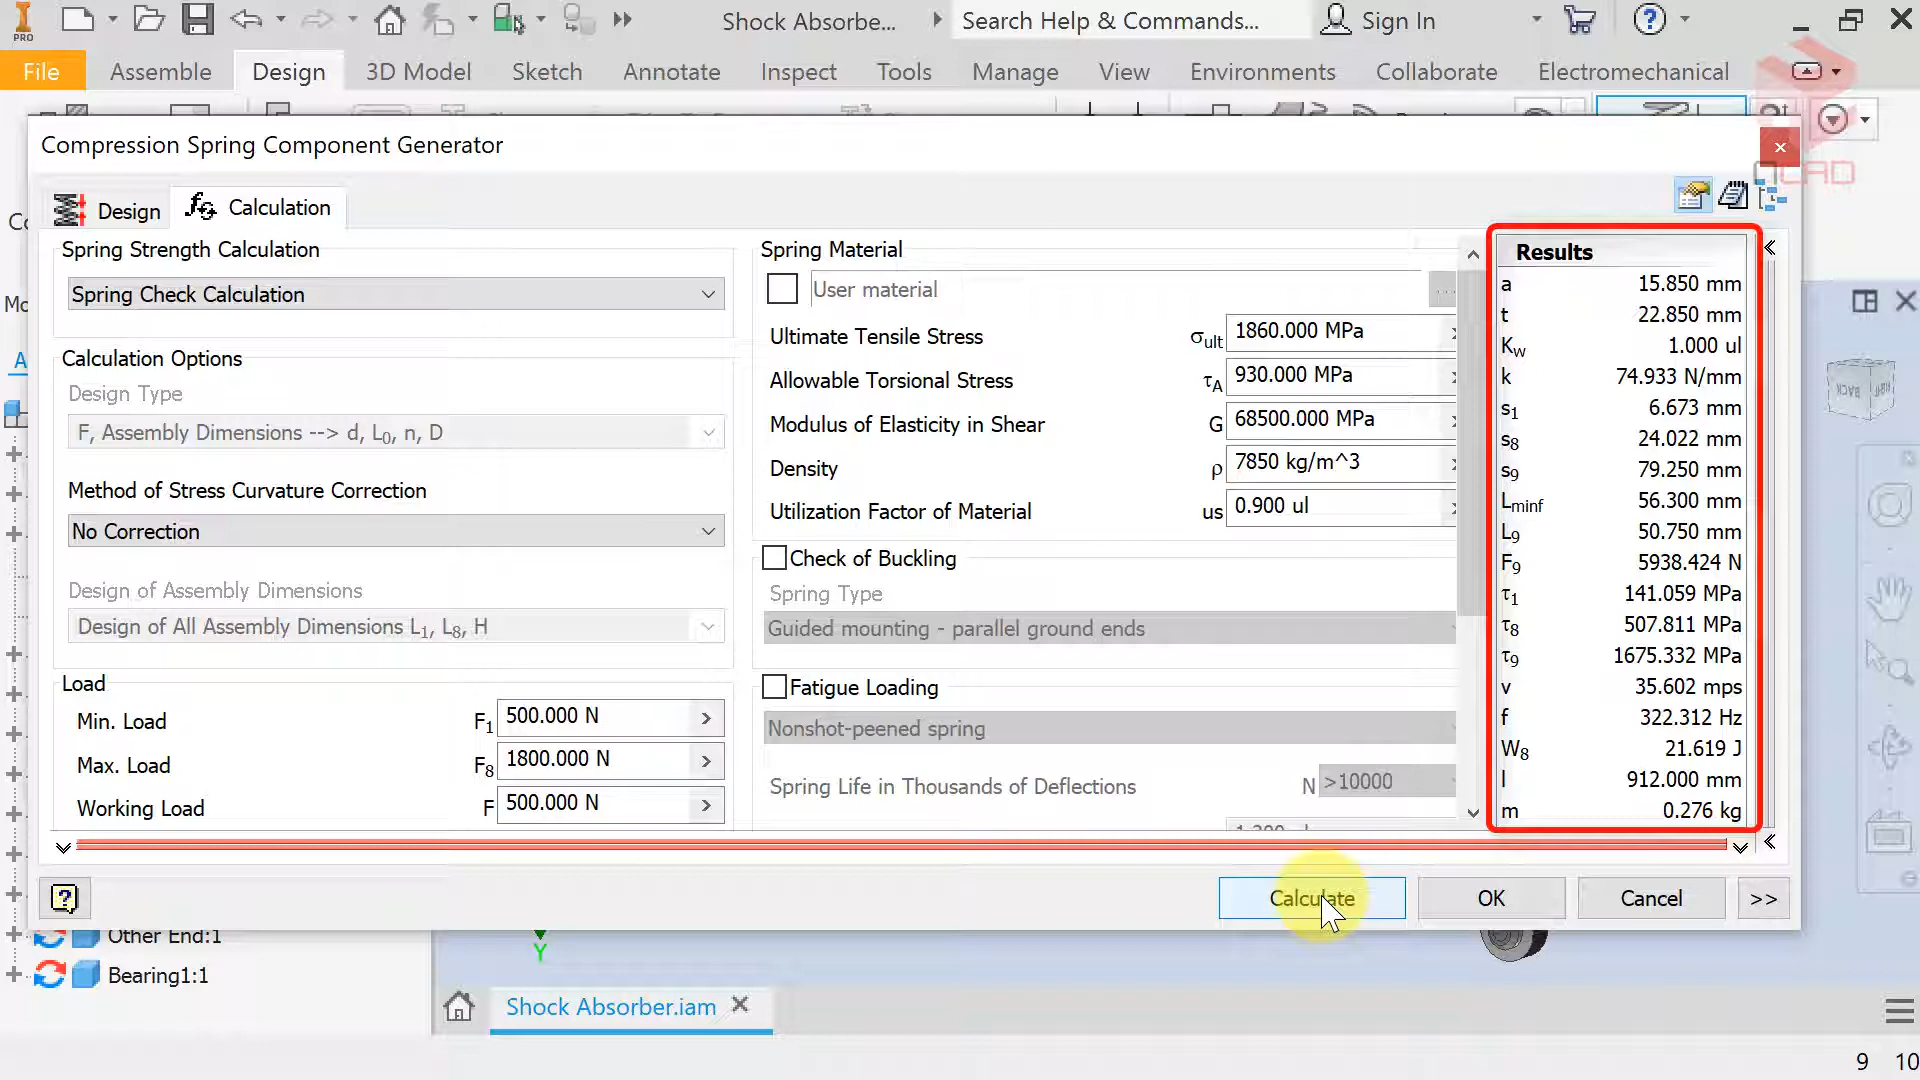 PRO
Shock Absorbe...
Search Help & Commands...
Sign In
File
Assemble
Design
3D Model
Sketch
Annotate
Inspect
Tools
Manage
View
Environments
Collaborate
Electromechanical
Compression Spring Component Generator
Design
Calculation
Spring Strength Calculation
Spring Check Calculation
Calculation Options
Design Type
F, Assembly Dimensions --> d, L0, n, D
Method of Stress Curvature Correction
No Correction
Design of Assembly Dimensions
Design of All Assembly Dimensions L1, L8, H
Load
Min. Load F1 500.000 N
Max. Load F8 1800.000 N
Working Load F 500.000 N
Spring Material
User material
...
Ultimate Tensile Stress σult 1860.000 MPa
Allowable Torsional Stress τA 930.000 MPa
Modulus of Elasticity in Shear G 68500.000 MPa
Density ρ 7850 kg/m^3
Utilization Factor of Material us 0.900 ul
Check of Buckling
Spring Type
Guided mounting - parallel ground ends
Fatigue Loading
Nonshot-peened spring
Spring Life in Thousands of Deflections N >10000
Results
a 15.850 mm
t 22.850 mm
Kw 1.000 ul
k 74.933 N/mm
s1 6.673 mm
s8 24.022 mm
s9 79.250 mm
Lminf 56.300 mm
L9 50.750 mm
F9 5938.424 N
τ1 141.059 MPa
τ8 507.811 MPa
τ9 1675.332 MPa
v 35.602 mps
f 322.312 Hz
W8 21.619 J
l 912.000 mm
m 0.276 kg
Calculate
OK
Cancel
>>
BACK
Other End:1
Bearing1:1
Y
Shock Absorber.iam
9 10